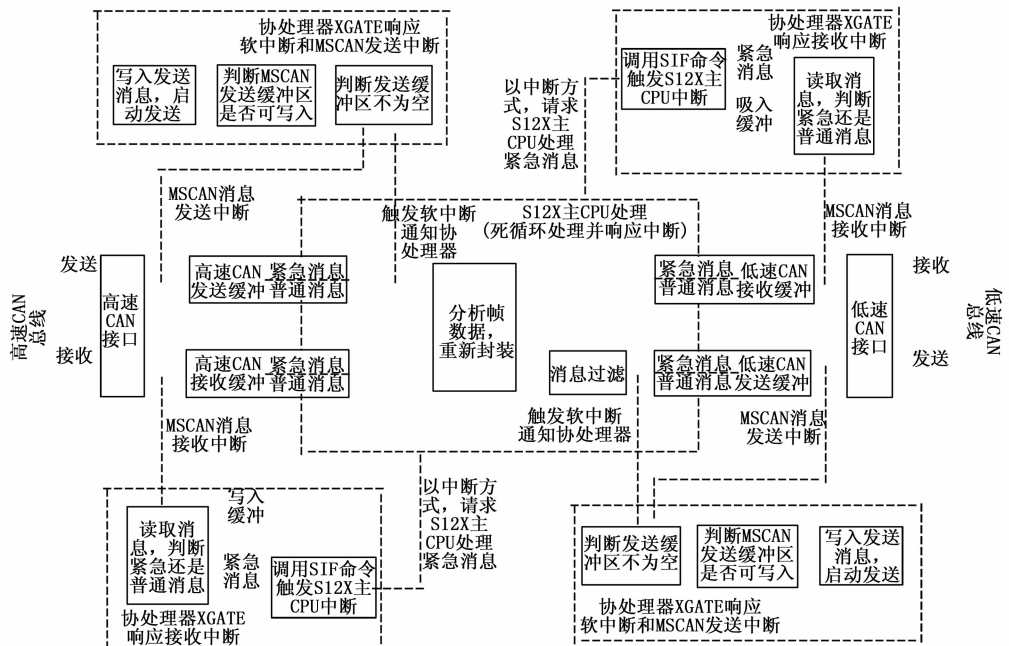 协处理器XGATE响应
软中断和MSCAN发送中断
写入发送
消息，启
动发送
判断MSCAN
发送缓冲区
是否可写入
判断发送缓
冲区不为空
协处理器XGATE
响应接收中断
调用SIF命令
触发S12X主
CPU中断
紧急
消息
吸入
缓冲
读取消
息，判断
紧急还是
普通消息
以中断方
式，请求
S12X主
CPU处理
紧急消息
MSCAN消息
发送中断
触发软中断
通知协
处理器
S12X主CPU处理
(死循环处理并响应中断)
MSCAN消息
接收中断
高速CAN
总线
发送
接收
高速
CAN
接口
高速CAN
发送缓冲
紧急消息
普通消息
高速CAN
接收缓冲
紧急消息
普通消息
分析帧
数据，
重新封装
消息过滤
紧急消息
普通消息
低速CAN
接收缓冲
紧急消息
普通消息
低速CAN
发送缓冲
低速
CAN
接口
接收
发送
低速CAN
总线
MSCAN消息
接收中断
触发软中断
通知协处理器
MSCAN消息
发送中断
写入
缓冲
读取消
息，判断
紧急还是
普通消息
紧急
消息
调用SIF命令
触发S12X主
CPU中断
协处理器XGATE
响应接收中断
以中断方
式，请求
S12X主
CPU处理
紧急消息
判断发送缓
冲区不为空
判断MSCAN
发送缓冲区
是否可写入
写入发送
消息，
启动发送
协处理器XGATE响应
软中断和MSCAN发送中断